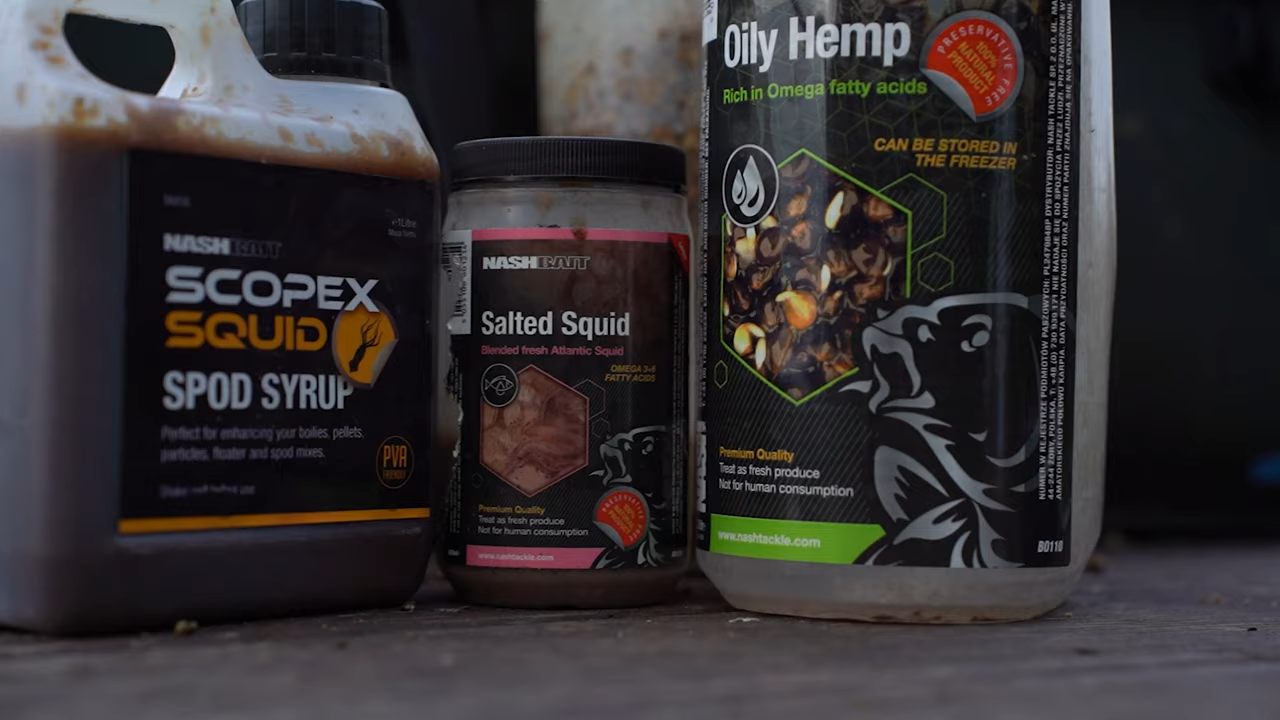 NASHBAIT
SCOPEX
SQUID
SPOD SYRUP
Perfect for enhancing your boilies, pellets,
particles, floater and spod mixes.
PVA
FRIENDLY
1Litre
NASHBAIT
Salted Squid
Blended fresh Atlantic Squid
OMEGA 3-6
FATTY ACIDS
Premium Quality
Treat as fresh produce
Not for human consumption
www.nashtackle.com
Oily Hemp
Rich in Omega fatty acids
PRESERVATIVE FREE
100%
NATURAL
PRODUCT
CAN BE STORED IN
THE FREEZER
Premium Quality
Treat as fresh produce
Not for human consumption
www.nashtackle.com
B0110